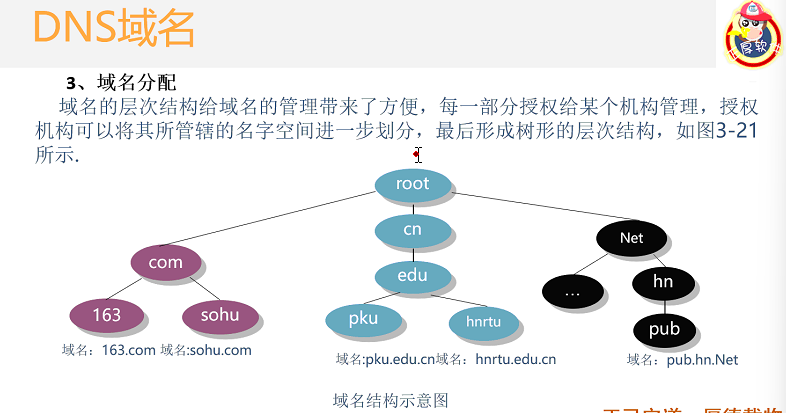 DNS域名
厚软
3、域名分配
域名的层次结构给域名的管理带来了方便，每一部分授权给某个机构管理，授权
机构可以将其所管辖的名字空间进一步划分，最后形成树形的层次结构，如图3-21
所示.
root
cn
Net
com
edu
...
hn
163
sohu
pku
hnrtu
pub
域名：163.com 域名:sohu.com
域名:pku.edu.cn域名：hnrtu.edu.cn
域名：pub.hn.Net
域名结构示意图